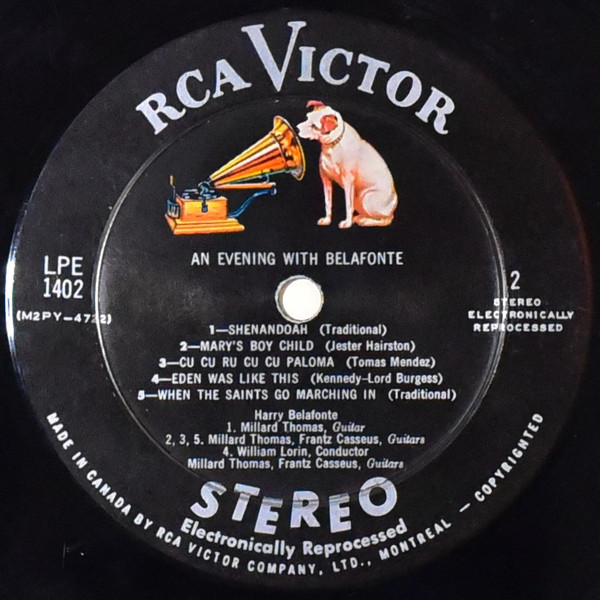 RCA VICTOR
AN EVENING WITH BELAFONTE
LPE
1402
(M2PY-4722)
2
STEREO
ELECTRONICALLY
REPROCESSED
1—SHENANDOAH (Traditional)
2—MARY'S BOY CHILD (Jester Hairston)
3—CU CU RU CU CU PALOMA (Tomas Mendez)
4—EDEN WAS LIKE THIS (Kennedy-Lord Burgess)
5—WHEN THE SAINTS GO MARCHING IN (Traditional)
Harry Belafonte
1. Millard Thomas, Guitar
2, 3, 5. Millard Thomas, Frantz Casseus, Guitars
4. William Lorin, Conductor
Millard Thomas, Frantz Casseus, Guitars
STEREO
Electronically Reprocessed
MADE IN CANADA BY RCA VICTOR COMPANY, LTD., MONTREAL — COPYRIGHTED